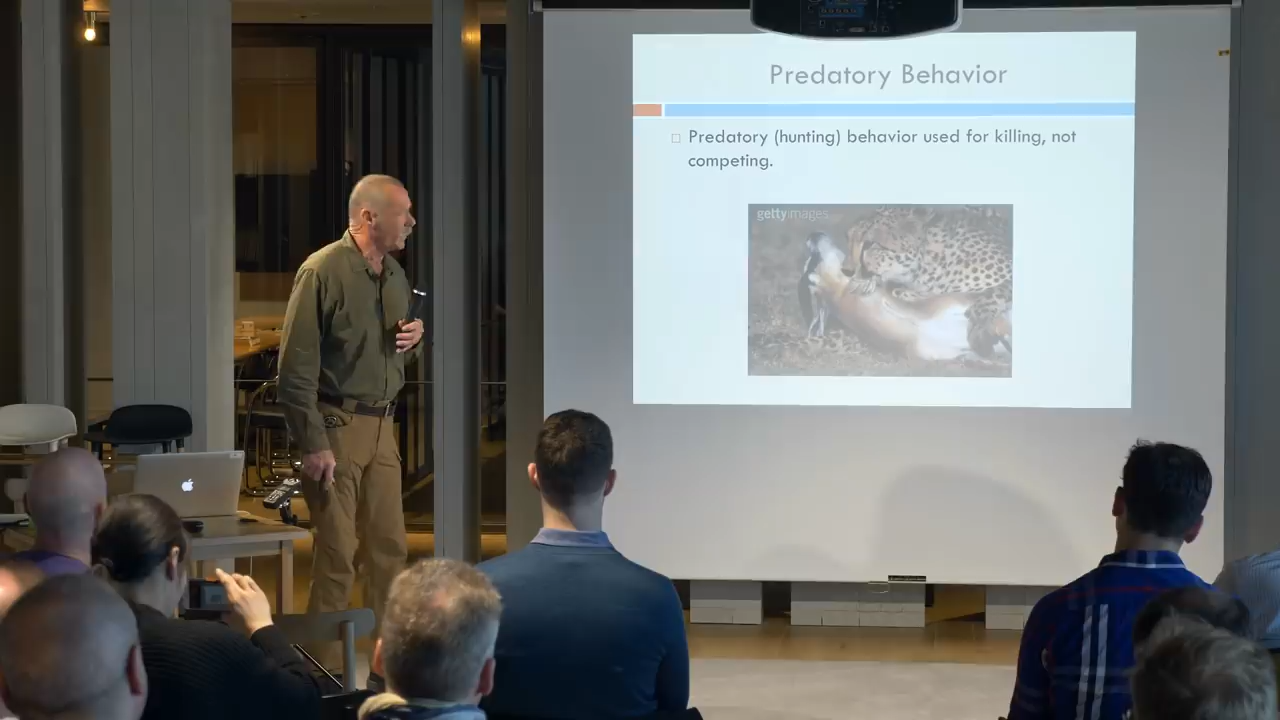 Predatory Behavior
Predatory (hunting) behavior used for killing, not
competing.
gettyimages